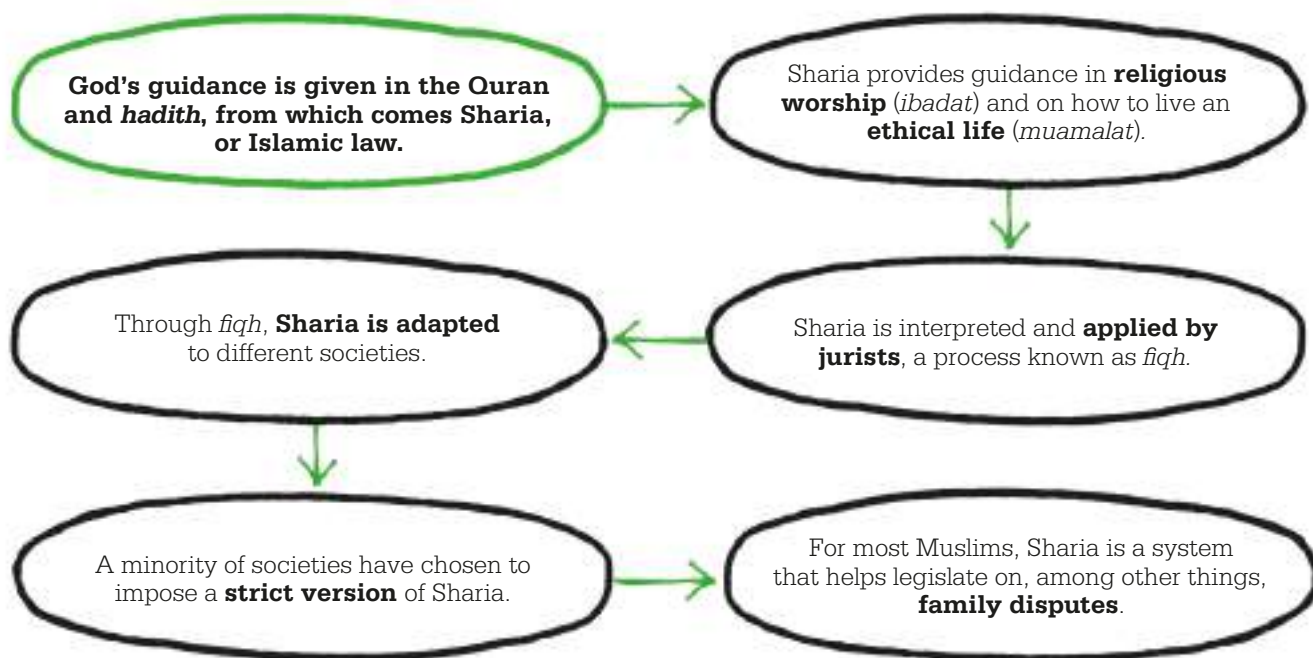 God's guidance is given in the Quran
and hadith, from which comes Sharia,
or Islamic law.
Sharia provides guidance in religious
worship (ibadat) and on how to live an
ethical life (muamalat).
Sharia is interpreted and applied by
jurists, a process known as fiqh.
Through fiqh, Sharia is adapted
to different societies.
A minority of societies have chosen to
impose a strict version of Sharia.
For most Muslims, Sharia is a system
that helps legislate on, among other things,
family disputes.